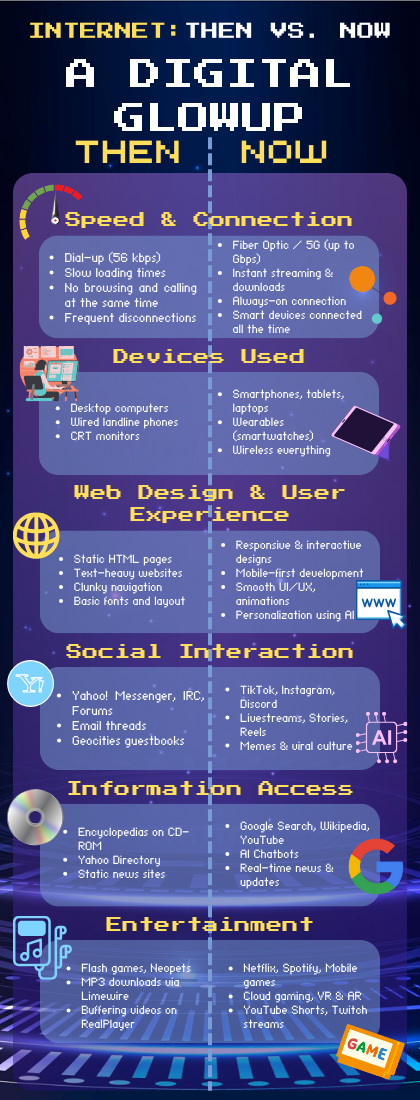 INTERNET: THEN VS. NOW
A DIGITAL
GLOWUP
THEN NOW
Speed & Connection
• Dial-up (56 kbps)
• Slow loading times
• No browsing and calling
at the same time
• Frequent disconnections
• Fiber Optic / 5G (up to
Gbps)
• Instant streaming &
downloads
• Always-on connection
• Smart devices connected
all the time
Devices Used
• Desktop computers
• Wired landline phones
• CRT monitors
• Smartphones, tablets,
laptops
• Wearables
(smartwatches)
• Wireless everything
Web Design & User
Experience
• Static HTML pages
• Text-heavy websites
• Clunky navigation
• Basic fonts and layout
• Responsive & interactive
designs
• Mobile-first development
• Smooth UI/UX,
animations
• Personalization using AI
WWW
Social Interaction
• Yahoo! Messenger, IRC,
Forums
• Email threads
• Geocities guestbooks
• TikTok, Instagram,
Discord
• Livestreams, Stories,
Reels
• Memes & viral culture
AI
Information Access
• Encyclopedias on CD-
ROM
• Yahoo Directory
• Static news sites
• Google Search, Wikipedia,
YouTube
• AI Chatbots
• Real-time news &
updates
G
Entertainment
• Flash games, Neopets
• MP3 downloads via
Limewire
• Buffering videos on
RealPlayer
• Netflix, Spotify, Mobile
games
• Cloud gaming, VR & AR
• YouTube Shorts, Twitch
streams
GAME